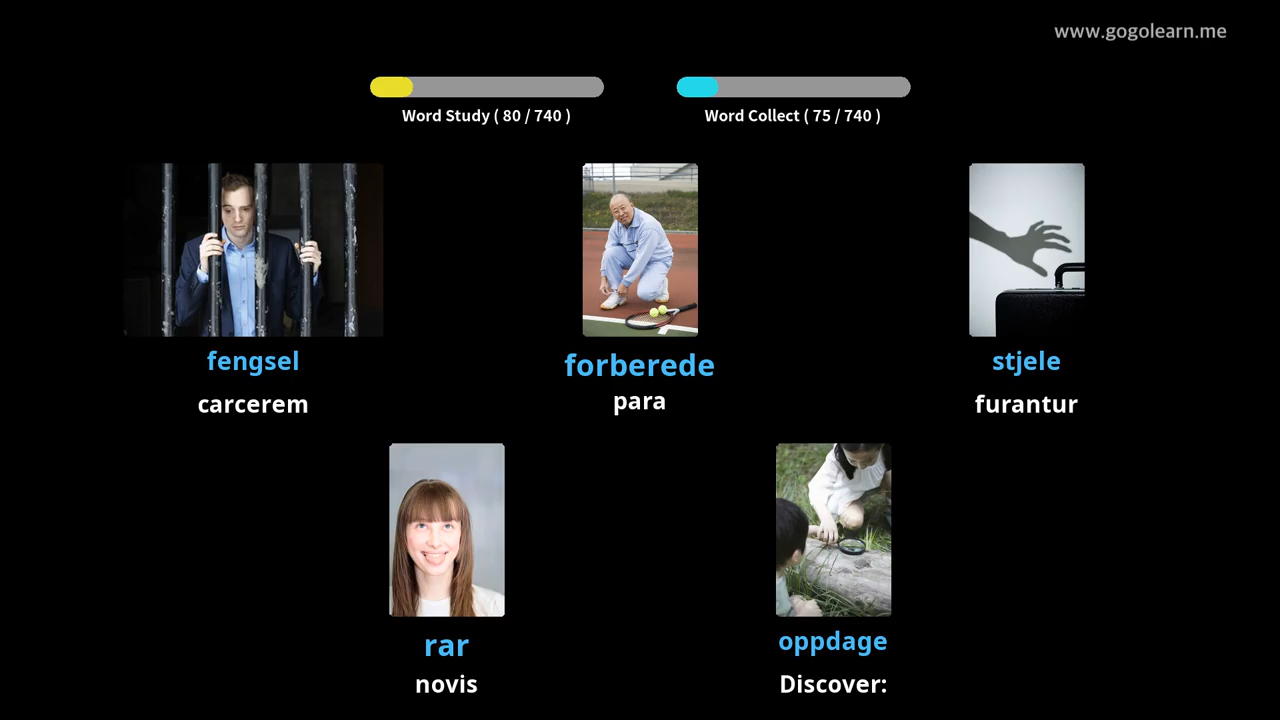 www.gogolearn.me
Word Study ( 80 / 740 )
Word Collect ( 75 / 740 )
fengsel
carcerem
forberede
para
stjele
furantur
rar
novis
oppdage
Discover: